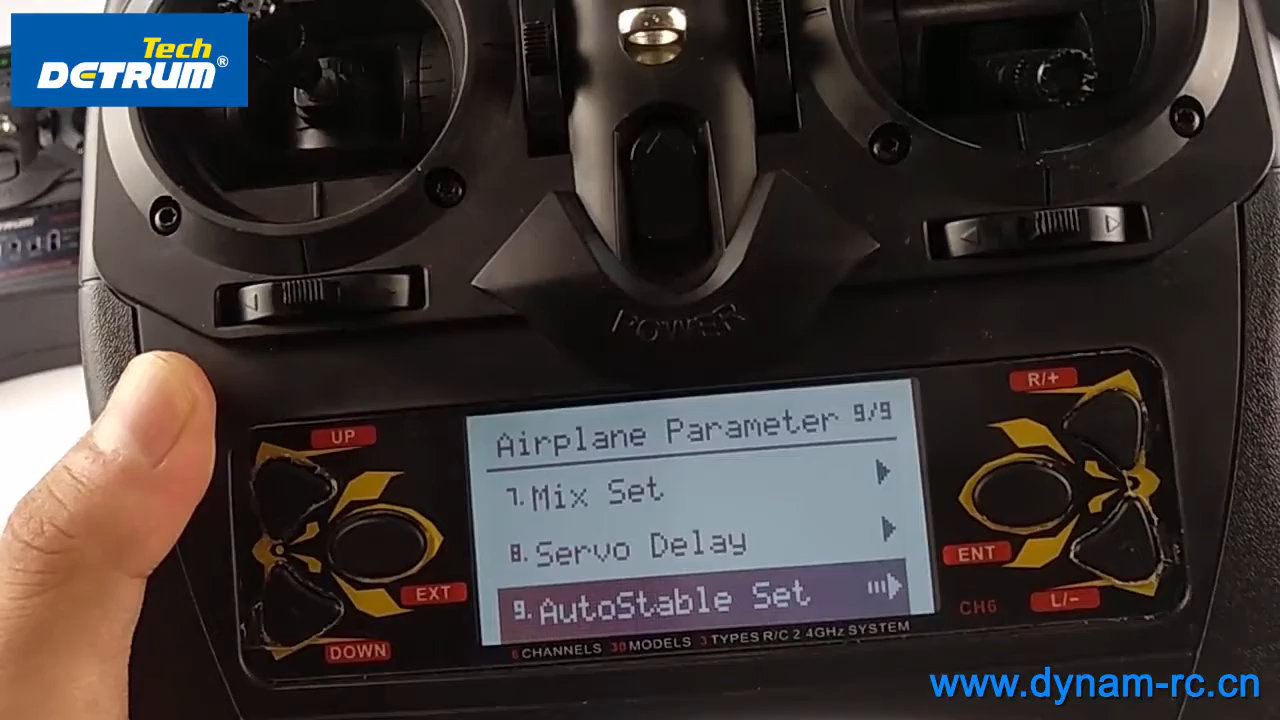 Tech
DETRUM®
POWER
R/+
UP
Airplane Parameter 9/9
7. Mix Set
8. Servo Delay
9. AutoStable Set
ENT
EXT
CH6
L/-
DOWN
6 CHANNELS 30 MODELS 3 TYPES R/C 2 4GHz SYSTEM
www.dynam-rc.cn